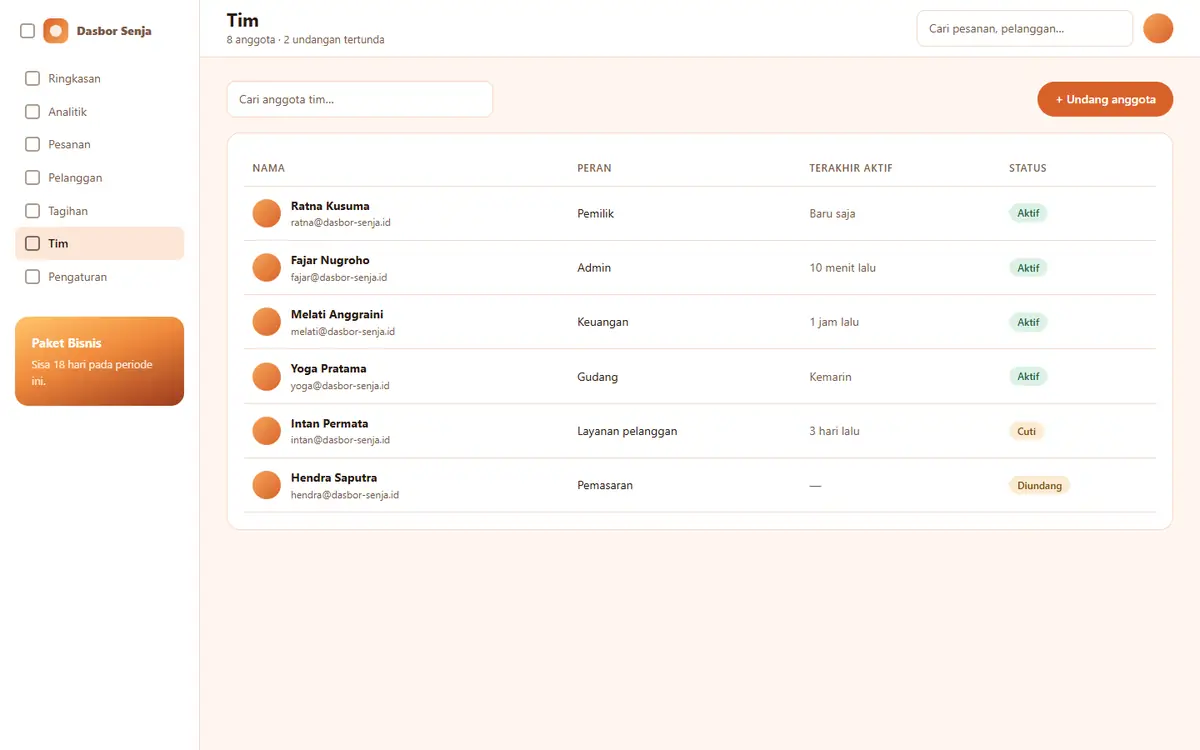 Dasbor Senja
Ringkasan
Analitik
Pesanan
Pelanggan
Tagihan
Tim
Pengaturan
Paket Bisnis
Sisa 18 hari pada periode
ini.
Tim
8 anggota · 2 undangan tertunda
Cari pesanan, pelanggan...
Cari anggota tim...
+ Undang anggota
NAMA PERAN TERAKHIR AKTIF STATUS
Ratna Kusuma
ratna@dasbor-senja.id
Pemilik
Baru saja
Aktif
Fajar Nugroho
fajar@dasbor-senja.id
Admin
10 menit lalu
Aktif
Melati Anggraini
melati@dasbor-senja.id
Keuangan
1 jam lalu
Aktif
Yoga Pratama
yoga@dasbor-senja.id
Gudang
Kemarin
Aktif
Intan Permata
intan@dasbor-senja.id
Layanan pelanggan
3 hari lalu
Cuti
Hendra Saputra
hendra@dasbor-senja.id
Pemasaran
—
Diundang